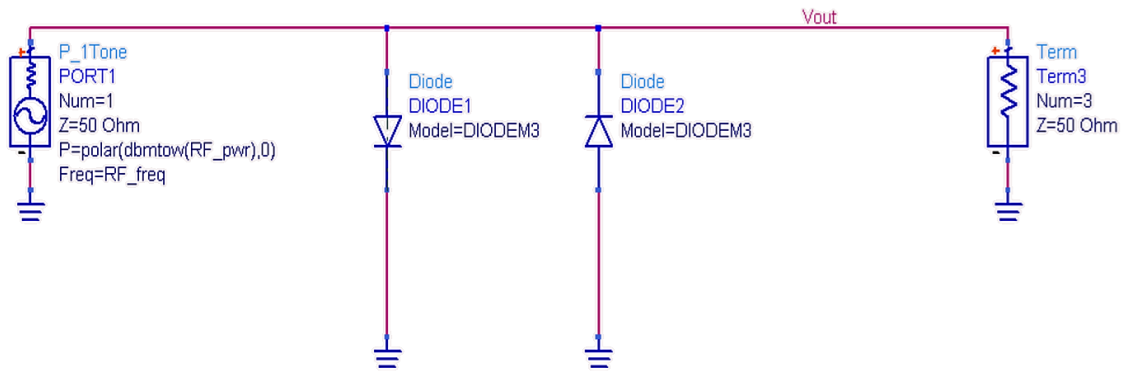 Vout
P_1Tone
PORT1
Num=1
Z=50 Ohm
P=polar(dbmtow(RF_pwr),0)
Freq=RF_freq
Diode
DIODE1
Model=DIODEM3
Diode
DIODE2
Model=DIODEM3
Term
Term3
Num=3
Z=50 Ohm